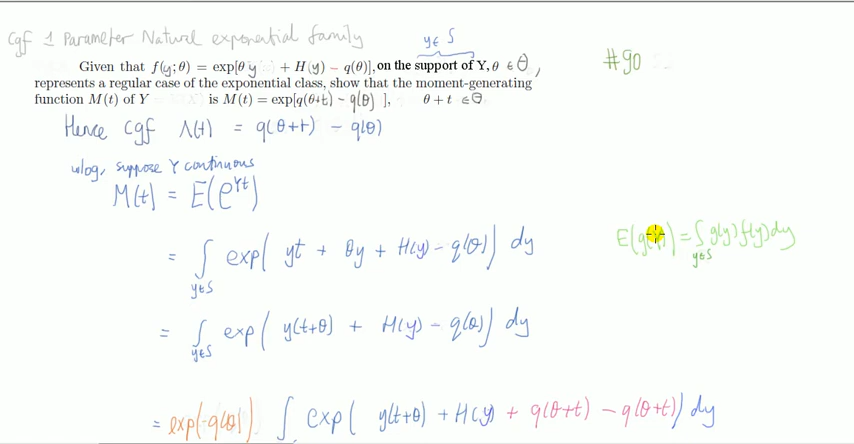 Cgf 1 Parameter Natural exponential family
y∈ S
#90
Given that f(y; θ) = exp[θ y + H(y) − q(θ)], on the support of Y, θ ∈ Θ,
represents a regular case of the exponential class, show that the moment-generating
function M(t) of Y is M(t) = exp[q(θ+t) − q(θ) ], θ + t ∈ Θ.
Hence Cgf Λ(t) = q(θ+t) − q(θ)
wlog, suppose Y continuous
M(t) = E(e^{Yt})
= ∫_{y∈S} exp( yt + θy + H(y) − q(θ)) dy
E(g( )) = ∫_{y∈S} g(y) f(y) dy
= ∫_{y∈S} exp( y(t+θ) + H(y) − q(θ)) dy
= exp(-q(θ)) ∫ exp( y(t+θ) + H(y) + q(θ+t) − q(θ+t)) dy